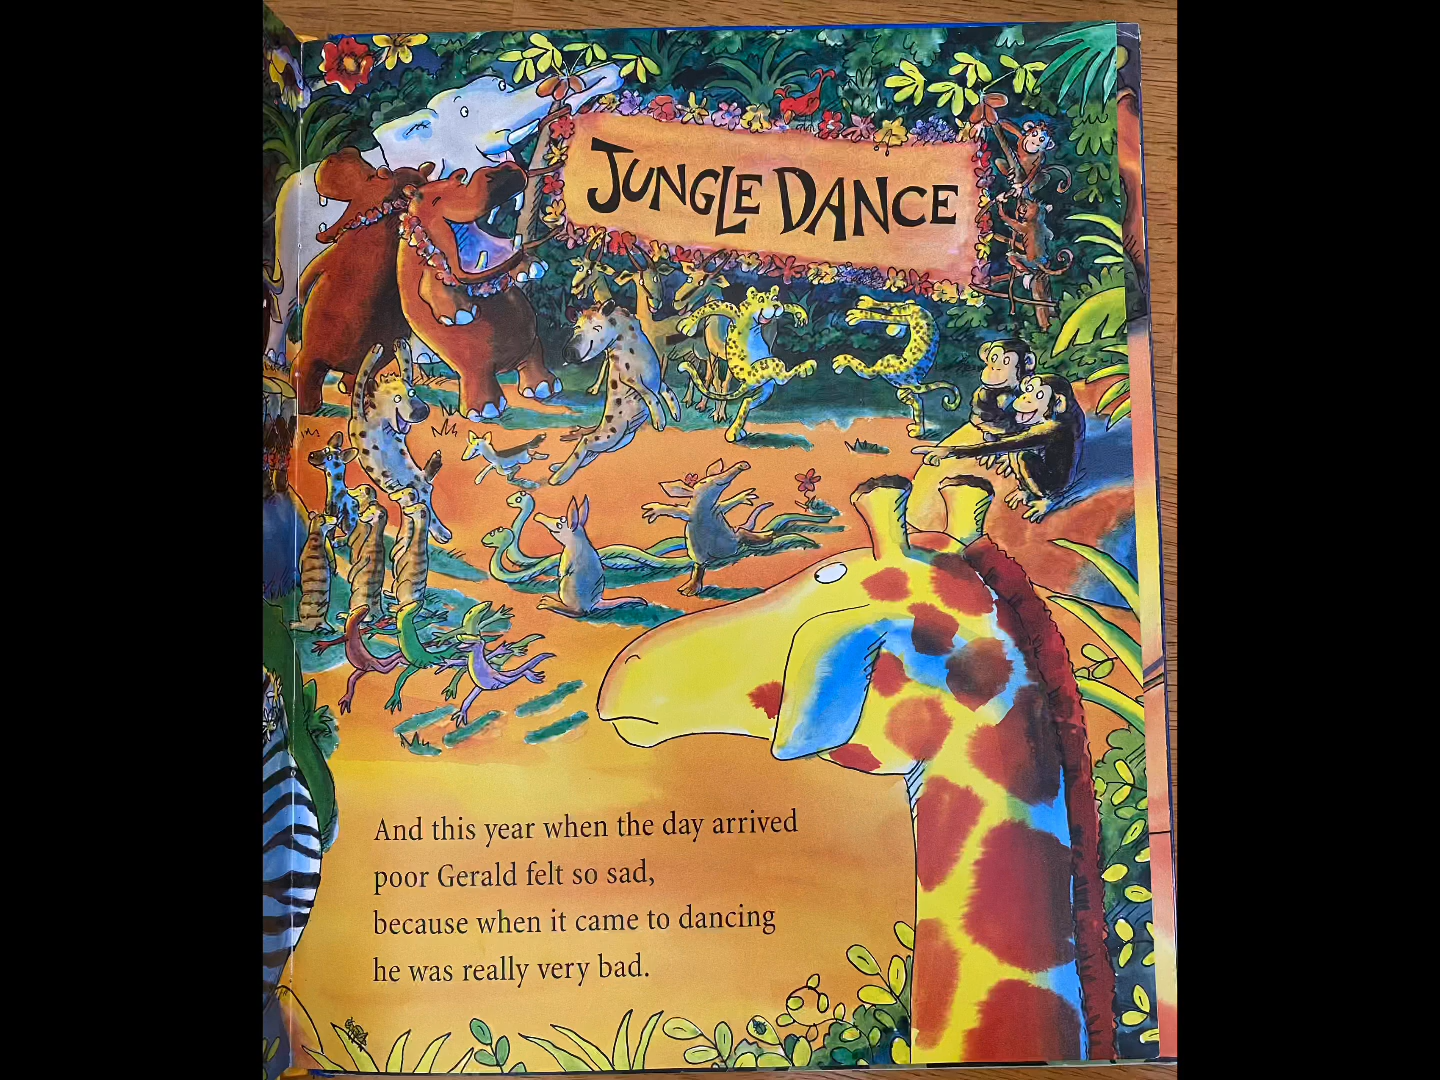 JUNGLE DANCE
And this year when the day arrived
poor Gerald felt so sad,
because when it came to dancing
he was really very bad.